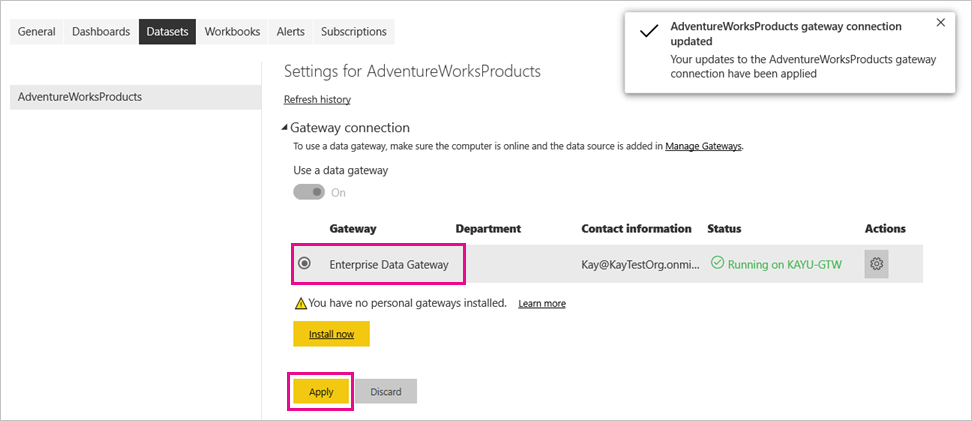 General Dashboards Datasets Workbooks Alerts Subscriptions
AdventureWorksProducts gateway connection
updated
Your updates to the AdventureWorksProducts gateway
connection have been applied
AdventureWorksProducts
Settings for AdventureWorksProducts
Refresh history
Gateway connection
To use a data gateway, make sure the computer is online and the data source is added in Manage Gateways.
Use a data gateway
On
Gateway Department Contact information Status Actions
Enterprise Data Gateway Kay@KayTestOrg.onmi... Running on KAYU-GTW
You have no personal gateways installed. Learn more
Install now
Apply Discard